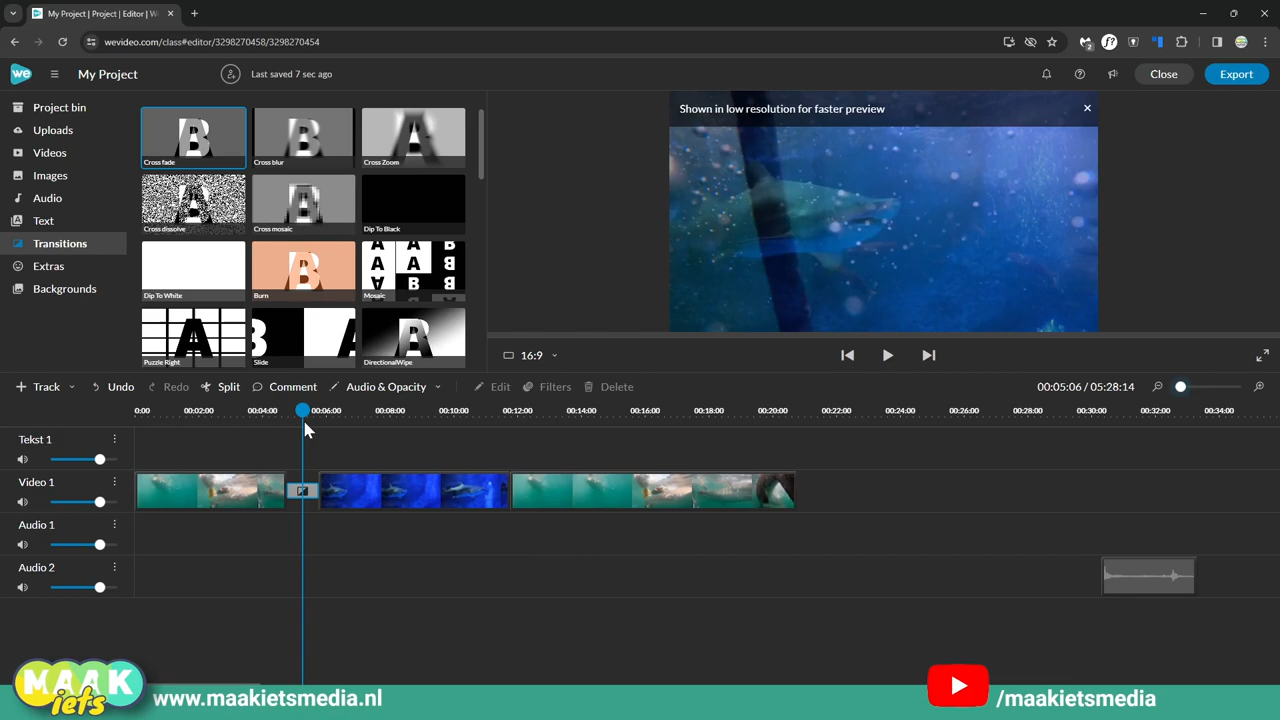 My Project | Project | Editor | W
wevideo.com/class#editor/3298270458/3298270454
2
f?
we
My Project
Last saved 7 sec ago
Close
Export
Project bin
Uploads
Videos
Images
Audio
Text
Transitions
Extras
Backgrounds
Cross fade
Cross blur
Cross Zoom
Cross dissolve
Cross mosaic
Dip To Black
Dip To White
Burn
Mosaic
Puzzle Right
Slide
DirectionalWipe
Shown in low resolution for faster preview
16:9
Track
Undo
Redo
Split
Comment
Audio & Opacity
Edit
Filters
Delete
00:05:06 / 05:28:14
0:00 00:02:00 00:04:00 00:06:00 00:08:00 00:10:00 00:12:00 00:14:00 00:16:00 00:18:00 00:20:00 00:22:00 00:24:00 00:26:00 00:28:00 00:30:00 00:32:00 00:34:00
Tekst 1
Video 1
Audio 1
Audio 2
MAAK
iets
www.maakietsmedia.nl
/maakietsmedia